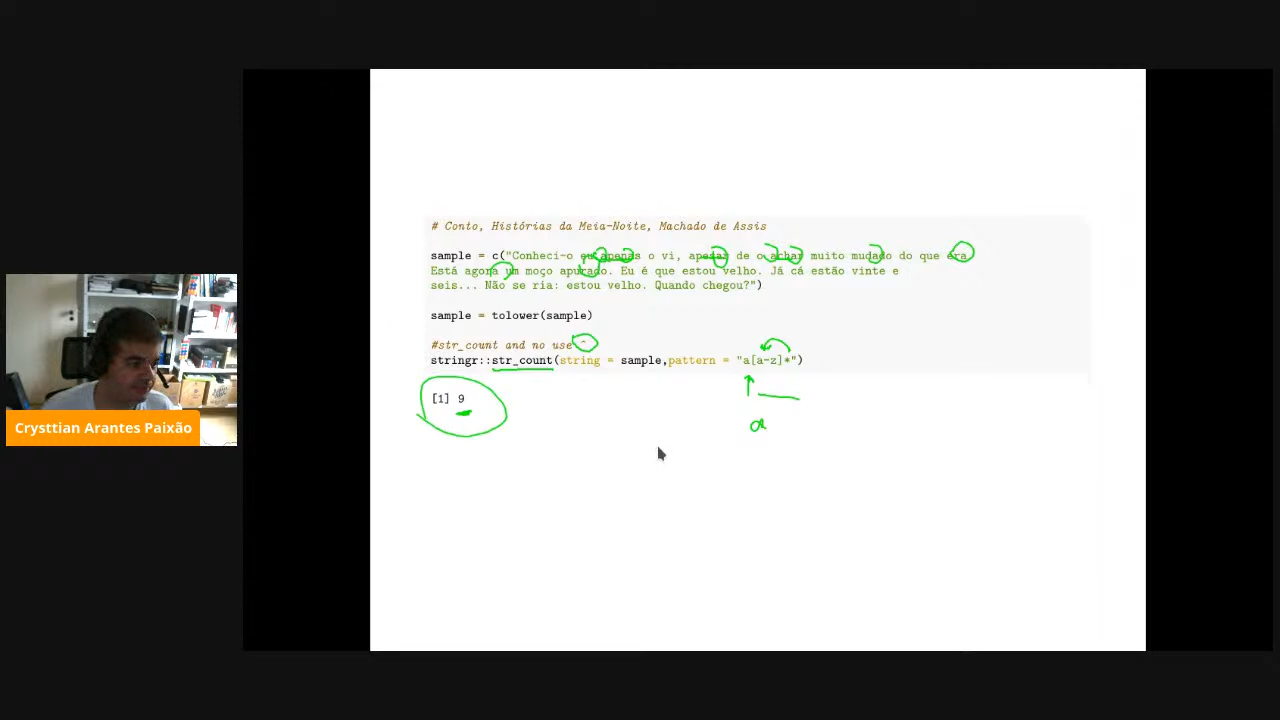 # Conto, Histórias da Meia-Noite, Machado de Assis
sample = c("Conheci-o eu apenas o vi, apesar de o achar muito mudado do que era.
Está agora um moço apurado. Eu é que estou velho. Já cá estão vinte e
seis... Não se ria: estou velho. Quando chegou?")
sample = tolower(sample)
#str_count and no use ^
stringr::str_count(string = sample,pattern = "a[a-z]*")
[1] 9
a
Crysttian Arantes Paixão